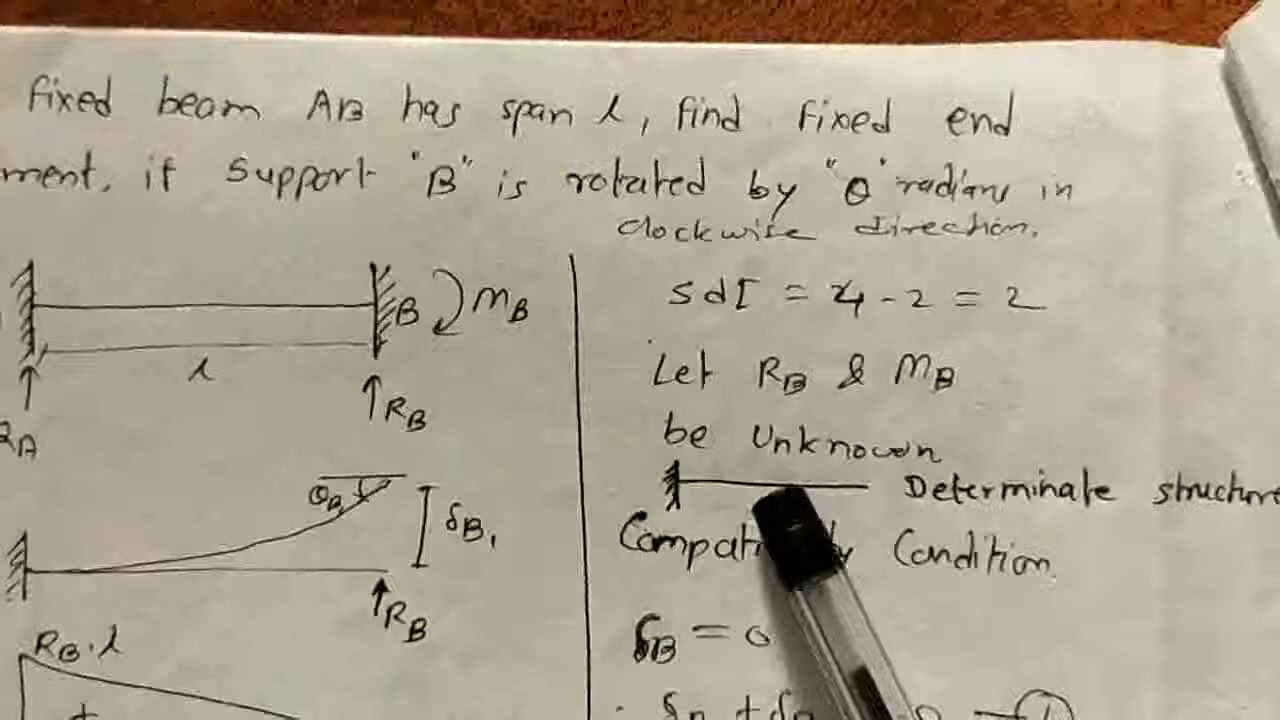 fixed beam AB has span l, find fixed end
ment, if support "B" is rotated by "θ" radians in
clockwise direction.
B MB
l
RA
RB
SdI = 4 - 2 = 2
Let RB & MB
be Unknown
Determinate structure
Condition.
δB = 0
θB
δB1
RB
RB.l
+